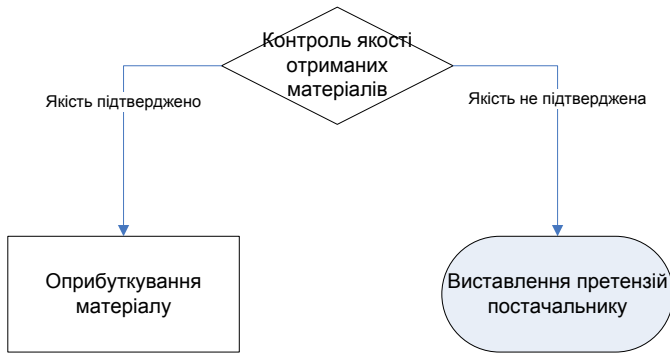 Контроль якості
отриманих
матеріалів
Якість підтверджено
Якість не підтверджена
Оприбуткування
матеріалу
Виставлення претензій
постачальнику